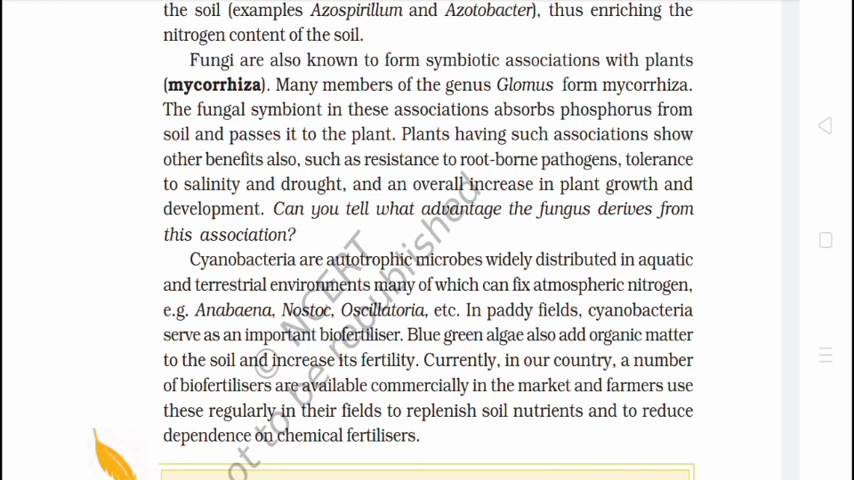 the soil (examples Azospirillum and Azotobacter), thus enriching the
nitrogen content of the soil.
Fungi are also known to form symbiotic associations with plants
(mycorrhiza). Many members of the genus Glomus form mycorrhiza.
The fungal symbiont in these associations absorbs phosphorus from
soil and passes it to the plant. Plants having such associations show
other benefits also, such as resistance to root-borne pathogens, tolerance
to salinity and drought, and an overall increase in plant growth and
development. Can you tell what advantage the fungus derives from
this association?
Cyanobacteria are autotrophic microbes widely distributed in aquatic
and terrestrial environments many of which can fix atmospheric nitrogen,
e.g. Anabaena, Nostoc, Oscillatoria, etc. In paddy fields, cyanobacteria
serve as an important biofertiliser. Blue green algae also add organic matter
to the soil and increase its fertility. Currently, in our country, a number
of biofertilisers are available commercially in the market and farmers use
these regularly in their fields to replenish soil nutrients and to reduce
dependence on chemical fertilisers.
© NCERT
ot to be republished